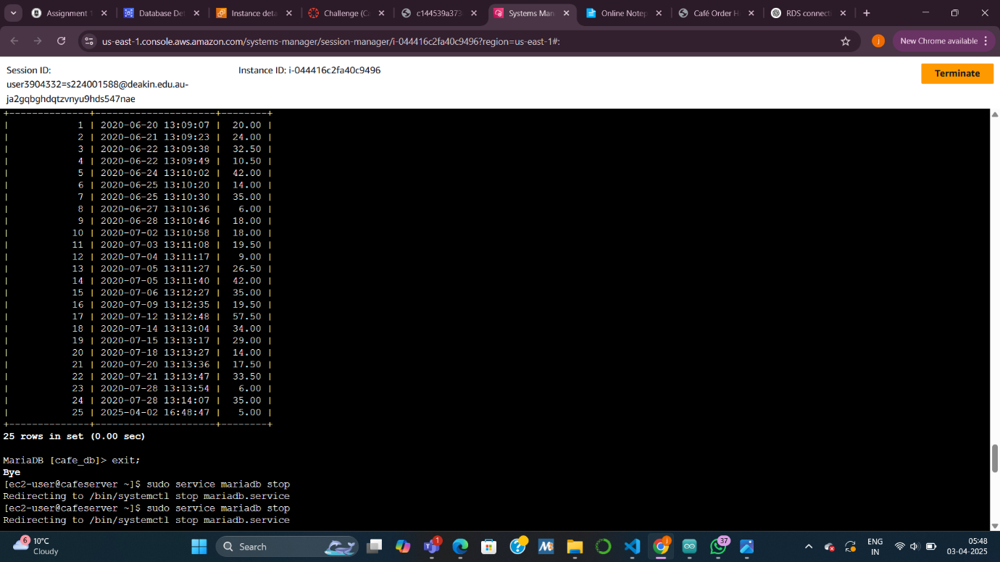 Assignment 1
Database Det
Instance deta
Challenge (Ca
c144539a373
Systems Man
Online Notep
Café Order H
RDS connect
us-east-1.console.aws.amazon.com/systems-manager/session-manager/i-044416c2fa40c9496?region=us-east-1#:
j
New Chrome available
Session ID:
user3904332=s224001588@deakin.edu.au-
ja2gqbghdqtzvnyu9hds547nae
Instance ID: i-044416c2fa40c9496
Terminate
+--------------+---------------------+--------+
| 1 | 2020-06-20 13:09:07 | 20.00 |
| 2 | 2020-06-21 13:09:23 | 24.00 |
| 3 | 2020-06-22 13:09:38 | 32.50 |
| 4 | 2020-06-22 13:09:49 | 10.50 |
| 5 | 2020-06-24 13:10:02 | 42.00 |
| 6 | 2020-06-25 13:10:20 | 14.00 |
| 7 | 2020-06-25 13:10:30 | 35.00 |
| 8 | 2020-06-27 13:10:36 | 6.00 |
| 9 | 2020-06-28 13:10:46 | 18.00 |
| 10 | 2020-07-02 13:10:58 | 18.00 |
| 11 | 2020-07-03 13:11:08 | 19.50 |
| 12 | 2020-07-04 13:11:17 | 9.00 |
| 13 | 2020-07-05 13:11:27 | 26.50 |
| 14 | 2020-07-05 13:11:40 | 42.00 |
| 15 | 2020-07-06 13:12:27 | 35.00 |
| 16 | 2020-07-09 13:12:35 | 19.50 |
| 17 | 2020-07-12 13:12:48 | 57.50 |
| 18 | 2020-07-14 13:13:04 | 34.00 |
| 19 | 2020-07-15 13:13:17 | 29.00 |
| 20 | 2020-07-18 13:13:27 | 14.00 |
| 21 | 2020-07-20 13:13:36 | 17.50 |
| 22 | 2020-07-21 13:13:47 | 33.50 |
| 23 | 2020-07-28 13:13:54 | 6.00 |
| 24 | 2020-07-28 13:14:07 | 35.00 |
| 25 | 2025-04-02 16:48:47 | 5.00 |
+--------------+---------------------+--------+
25 rows in set (0.00 sec)
MariaDB [cafe_db]> exit;
Bye
[ec2-user@cafeserver ~]$ sudo service mariadb stop
Redirecting to /bin/systemctl stop mariadb.service
[ec2-user@cafeserver ~]$ sudo service mariadb stop
Redirecting to /bin/systemctl stop mariadb.service
6
10°C
Cloudy
Search
1
j
37
ENG
IN
05:48
03-04-2025